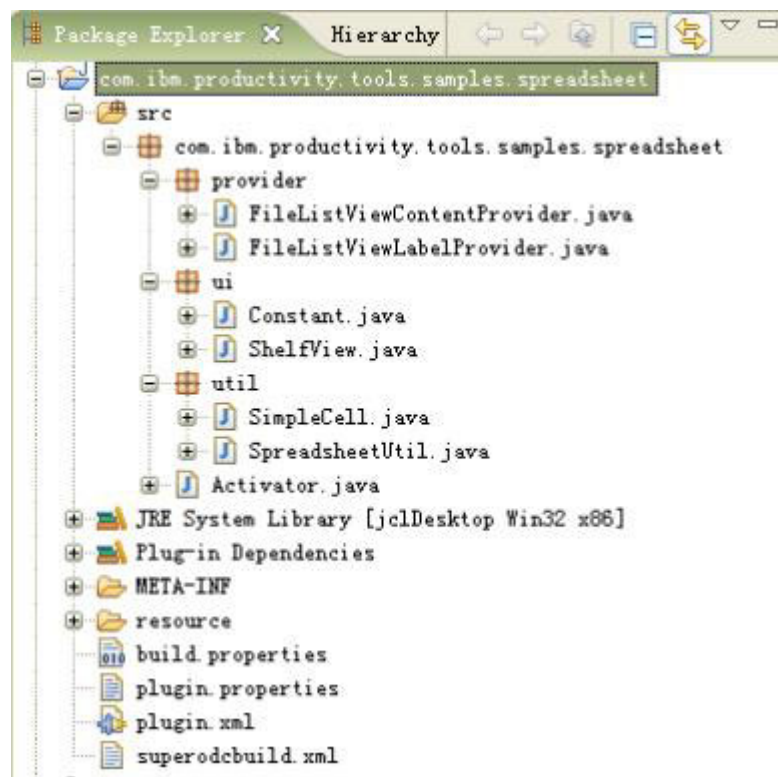 Package Explorer Hierarchy
com.ibm.productivity.tools.samples.spreadsheet
src
com.ibm.productivity.tools.samples.spreadsheet
provider
FileListViewContentProvider.java
FileListViewLabelProvider.java
ui
Constant.java
ShelfView.java
util
SimpleCell.java
SpreadsheetUtil.java
Activator.java
JRE System Library [jclDesktop Win32 x86]
Plug-in Dependencies
META-INF
resource
build.properties
plugin.properties
plugin.xml
superodcbuild.xml